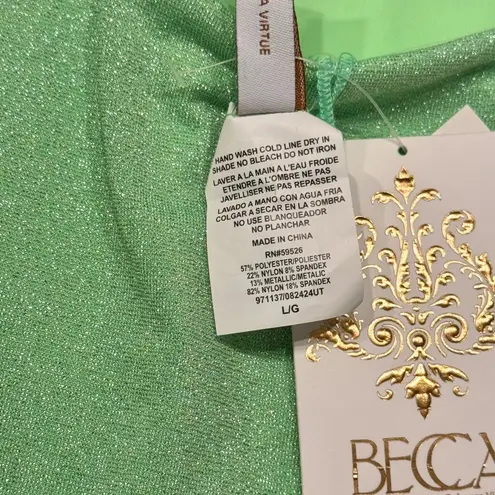 A VIRTUE
HAND WASH COLD LINE DRY IN
SHADE NO BLEACH DO NOT IRON
LAVER A LA MAIN A L'EAU FROIDE
ETENDRE A L'OMBRE NE PAS
JAVELLISER NE PAS REPASSER
LAVADO A MANO CON AGUA FRIA
COLGAR A SECAR EN LA SOMBRA
NO USE BLANQUEADOR
NO PLANCHAR
MADE IN CHINA
RN#59526
57% POLYESTER/POLIESTER
22% NYLON 8% SPANDEX
13% METALLIC/METALIC
82% NYLON 18% SPANDEX
971137/082424UT
L/G
BECCA